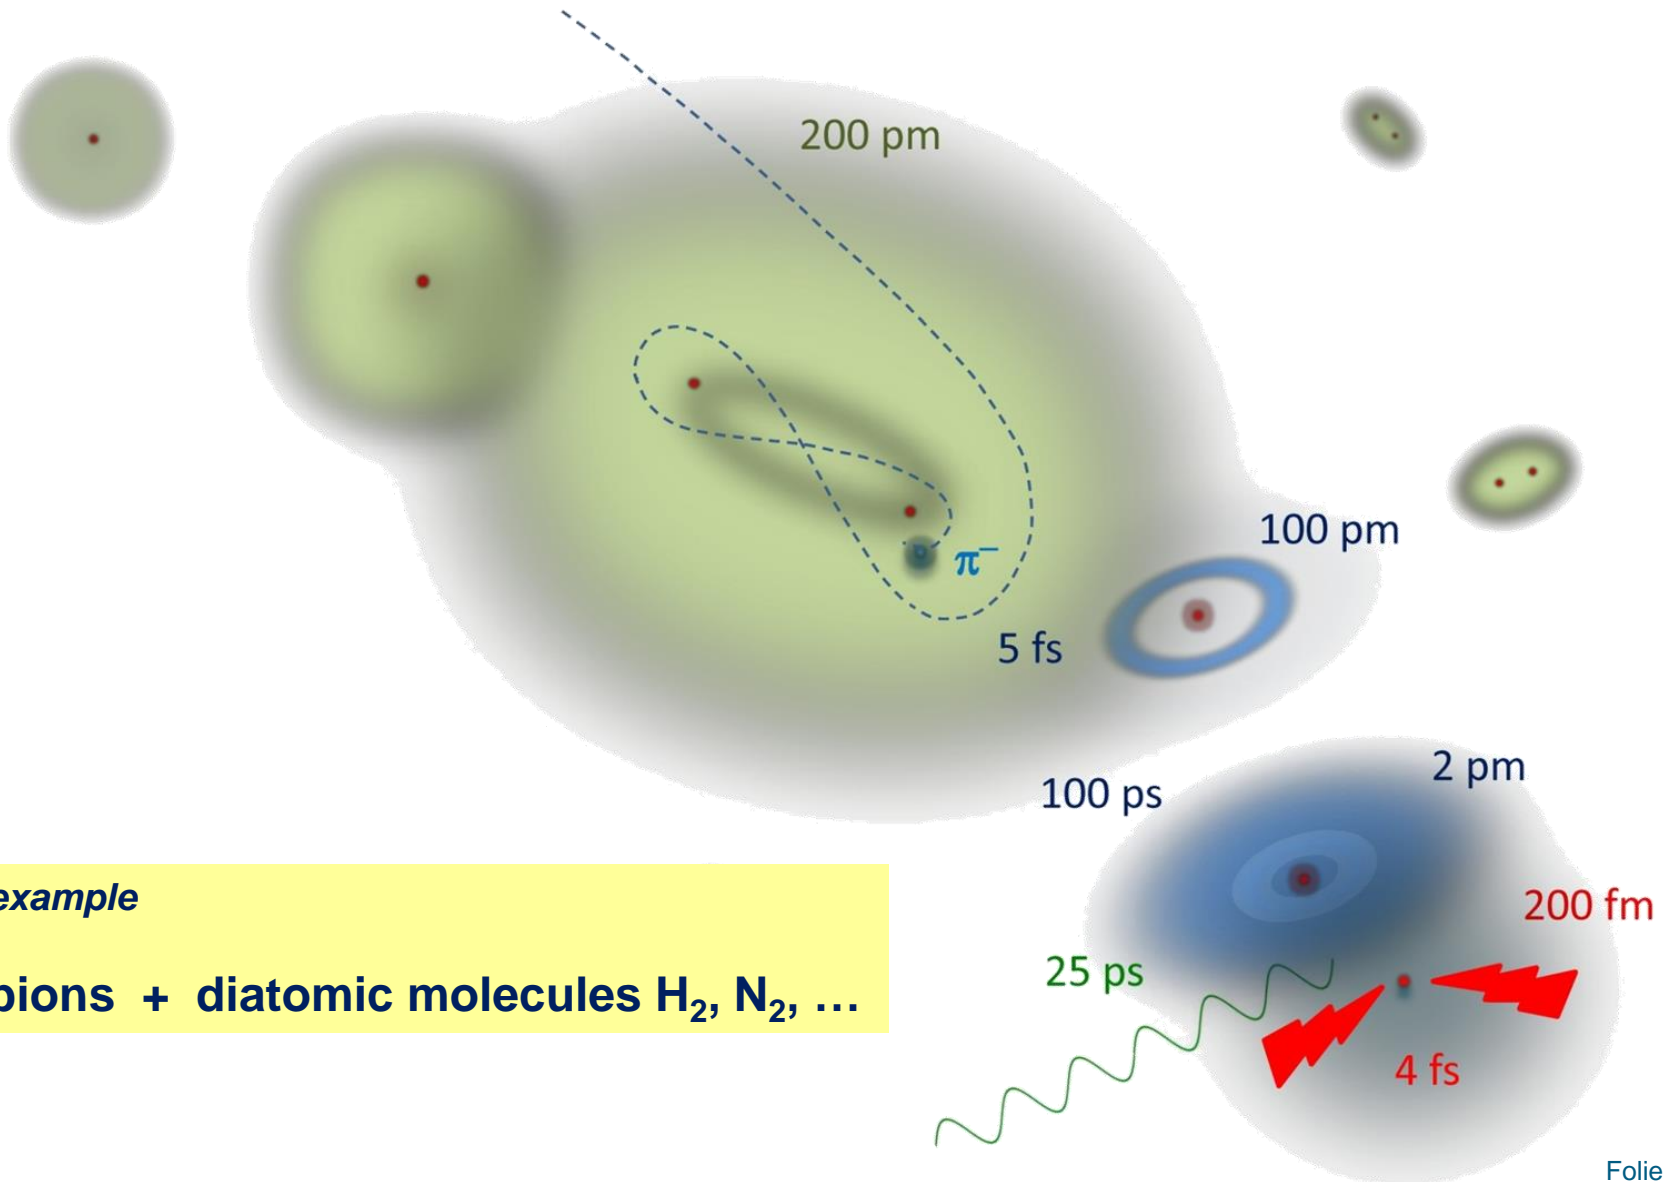 200 pm
π⁻
100 pm
5 fs
2 pm
100 ps
200 fm
25 ps
4 fs
example
pions + diatomic molecules H₂, N₂, …
Folie